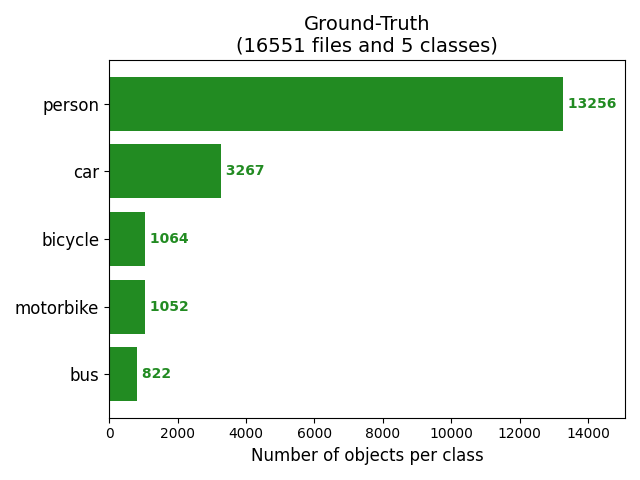 Ground-Truth
(16551 files and 5 classes)
person
13256
car
3267
bicycle
1064
motorbike
1052
bus
822
0 2000 4000 6000 8000 10000 12000 14000
Number of objects per class